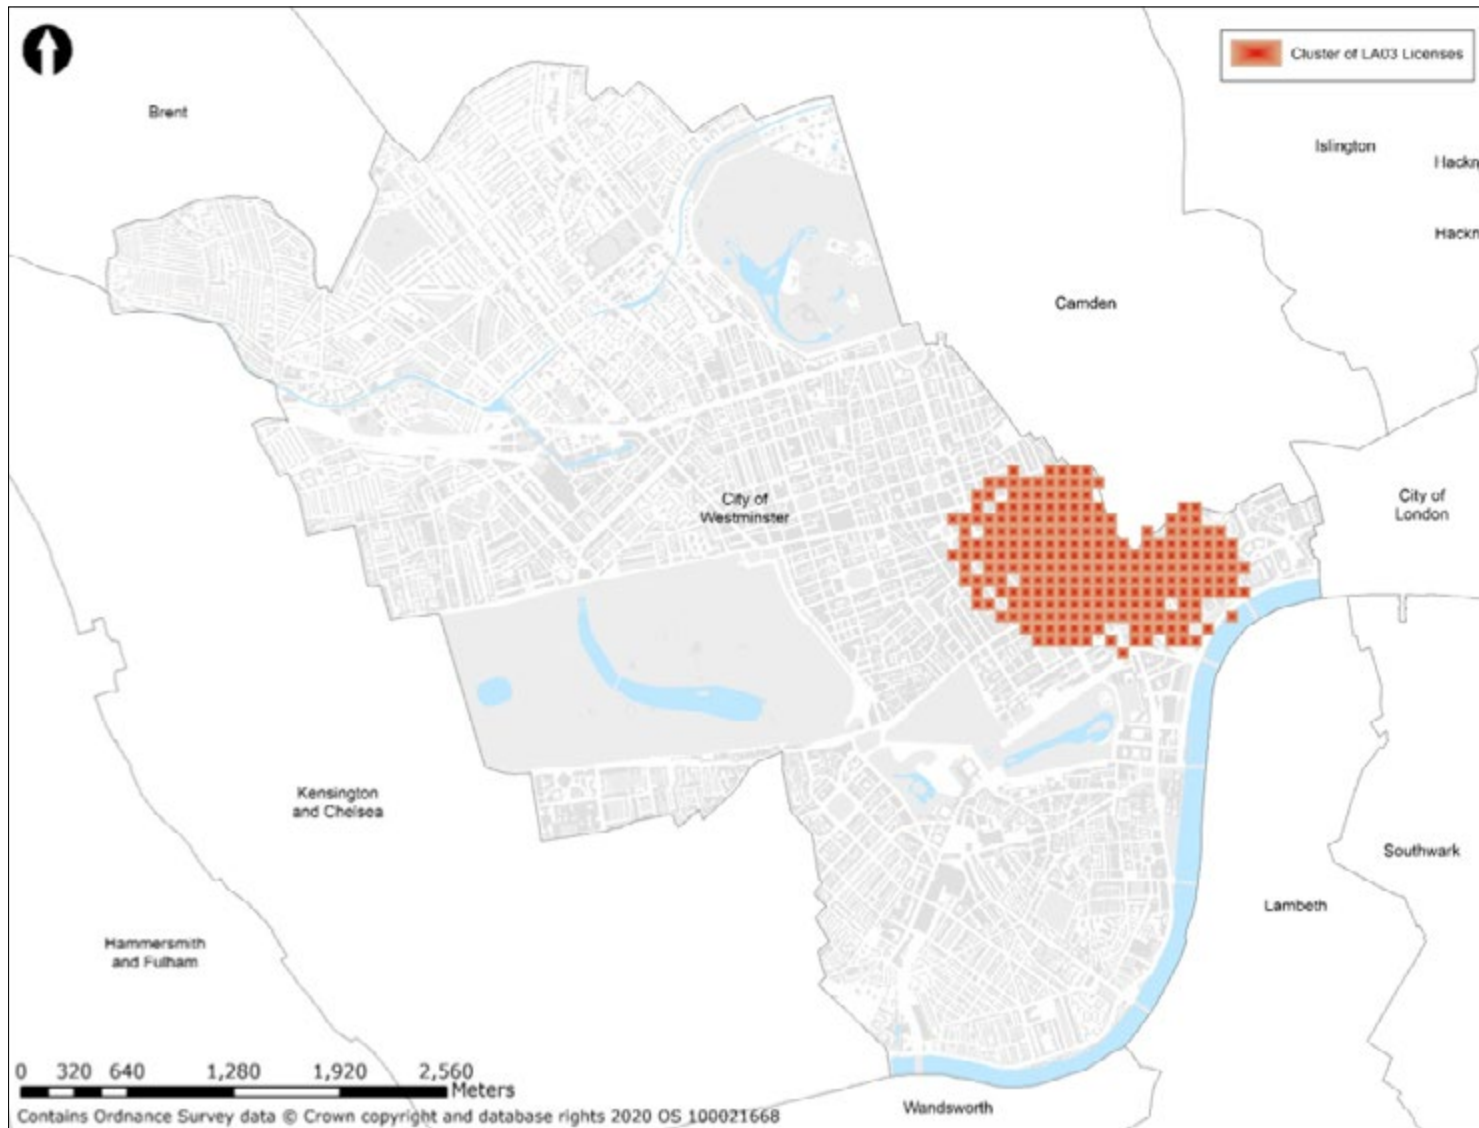 Cluster of LA03 Licenses
Brent
Islington
Hackn
Hackn
Camden
City of
Westminster
City of
London
Kensington
and Chelsea
Southwark
Lambeth
Hammersmith
and Fulham
0 320 640 1,280 1,920 2,560
Meters
Wandsworth
Contains Ordnance Survey data © Crown copyright and database rights 2020 OS 100021668